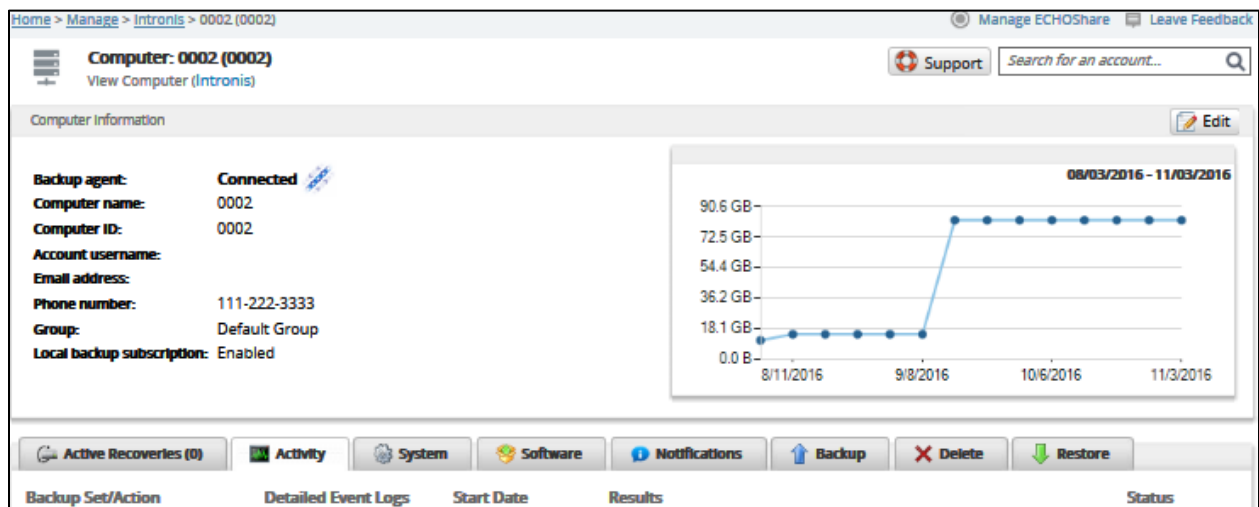 Home > Manage > Intronis > 0002 (0002)
Manage ECHOShare
Leave Feedback
Computer: 0002 (0002)
View Computer (Intronis)
Support
Search for an account...
Computer Information
Edit
Backup agent: Connected
Computer name: 0002
Computer ID: 0002
Account username:
Email address:
Phone number: 111-222-3333
Group: Default Group
Local backup subscription: Enabled
08/03/2016 - 11/03/2016
90.6 GB
72.5 GB
54.4 GB
36.2 GB
18.1 GB
0.0 B
8/11/2016 9/8/2016 10/6/2016 11/3/2016
Active Recoveries (0) Activity System Software Notifications Backup Delete Restore
Backup Set/Action Detailed Event Logs Start Date Results Status